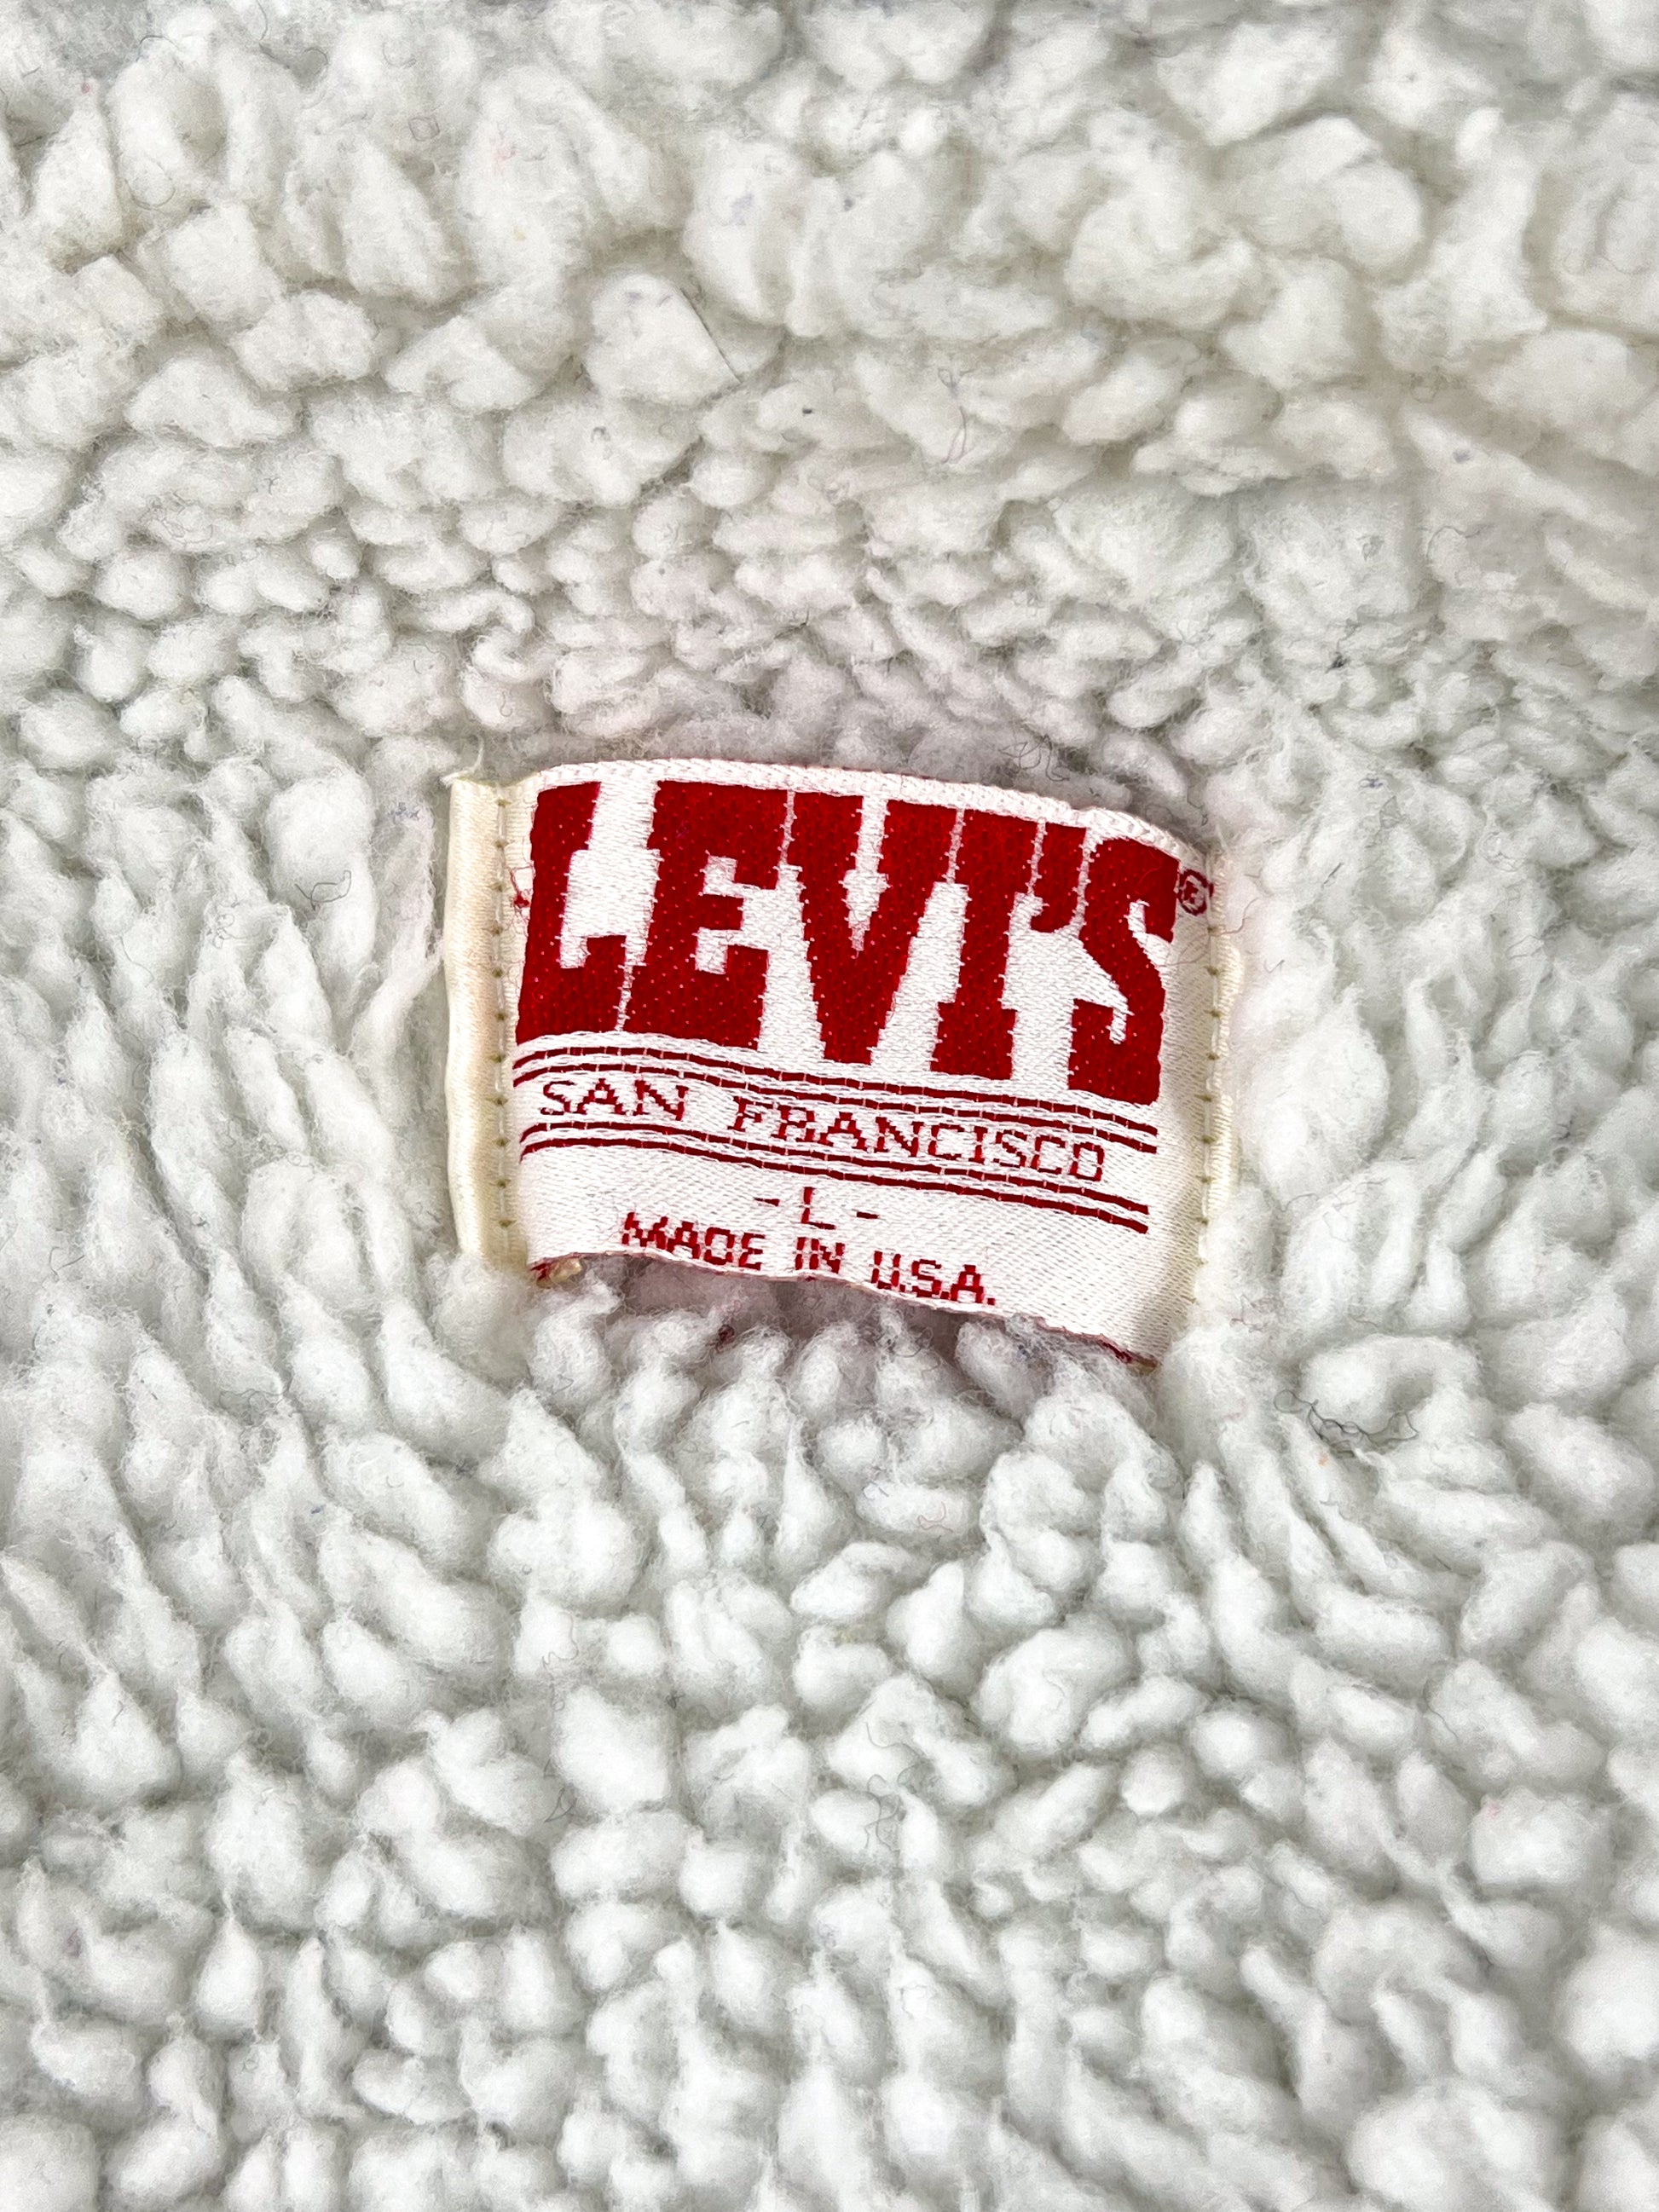 LEVI'S®
SAN FRANCISCO
- L -
MADE IN U.S.A.